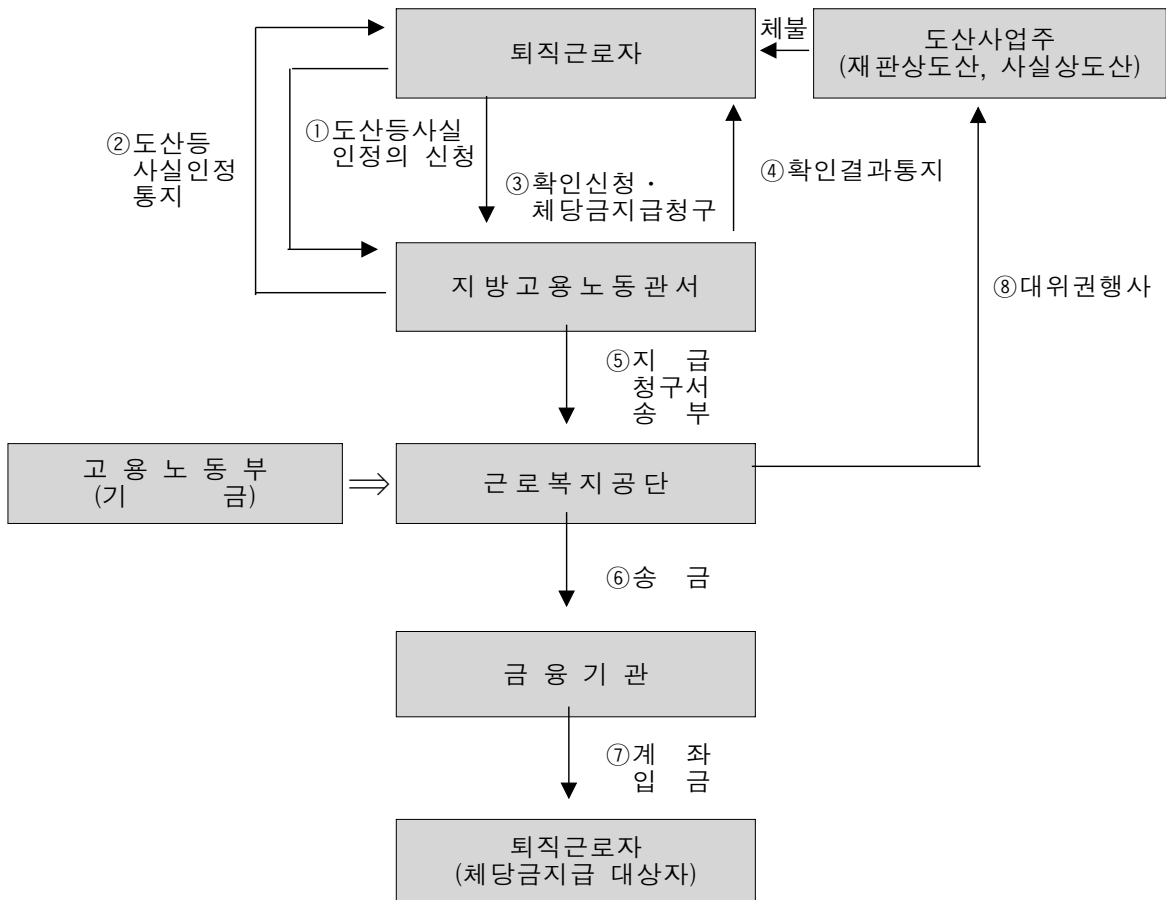 체불
퇴직근로자
도산사업주
(재판상도산, 사실상도산)
①도산등사실
인정의 신청
②도산등
사실인정
통지
③확인신청·
체당금지급청구
④확인결과통지
지방고용노동관서
⑧대위권행사
⑤지 급
청구서
송 부
고 용 노 동 부
(기 금)
근로복지공단
⑥송 금
금 융 기 관
⑦계 좌
입 금
퇴직근로자
(체당금지급 대상자)